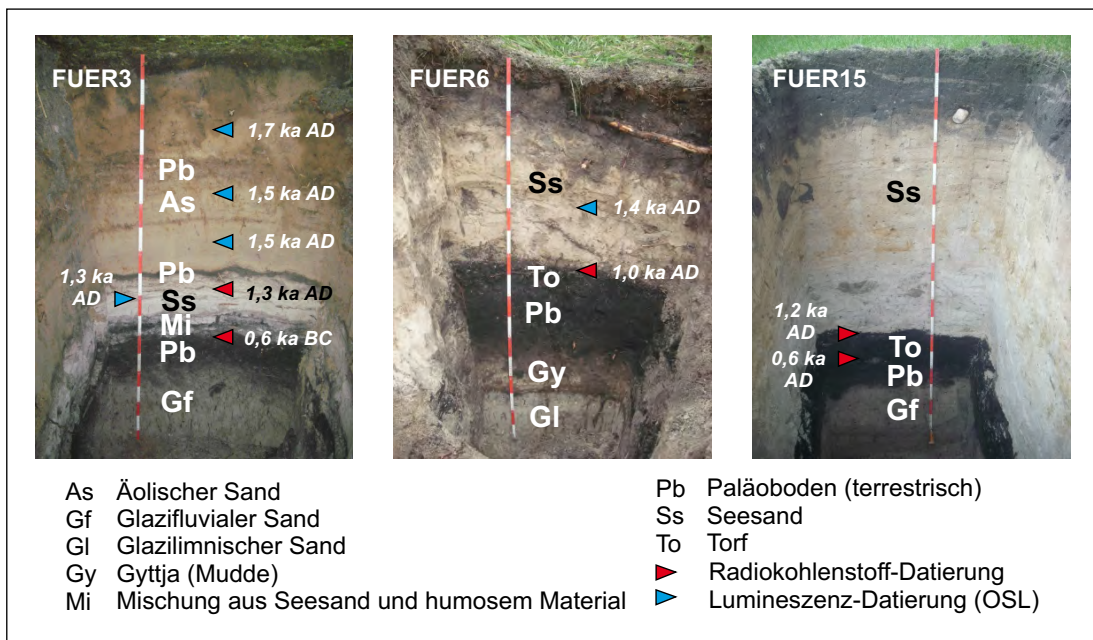 FUER3
1,7 ka AD
Pb
As
1,5 ka AD
1,5 ka AD
1,3 ka
AD
Pb
1,3 ka AD
Ss
Mi
0,6 ka BC
Pb
Gf
FUER6
Ss
1,4 ka AD
To
1,0 ka AD
Pb
Gy
Gl
FUER15
Ss
1,2 ka
AD
To
0,6 ka
AD
Pb
Gf
As Äolischer Sand
Gf Glazifluvialer Sand
Gl Glazilimnischer Sand
Gy Gyttja (Mudde)
Mi Mischung aus Seesand und humosem Material
Pb Paläoboden (terrestrisch)
Ss Seesand
To Torf
Radiokohlenstoff-Datierung
Lumineszenz-Datierung (OSL)